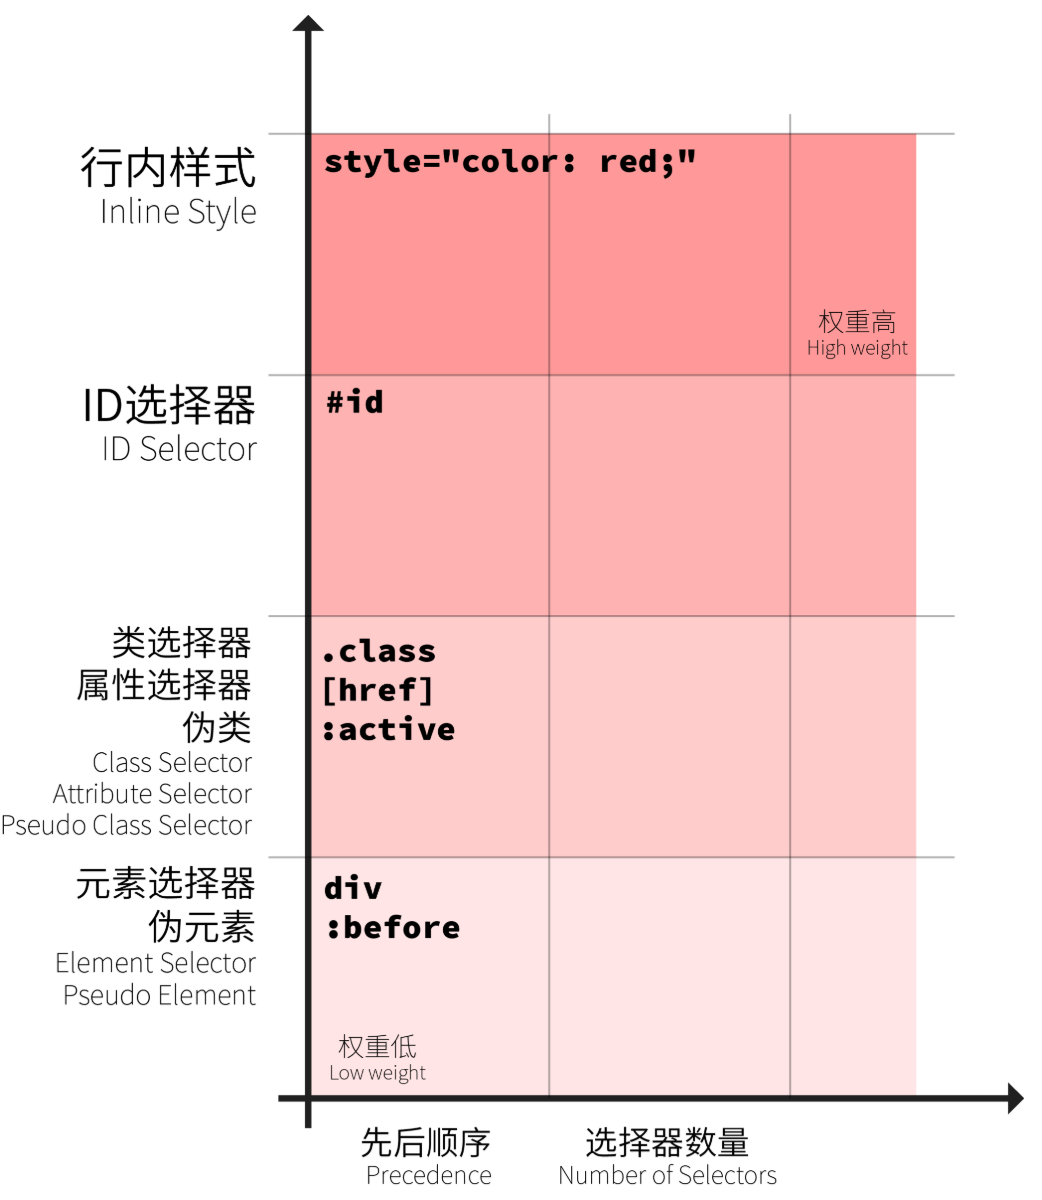 行内样式
Inline Style
style="color: red;"
权重高
High weight
ID选择器
ID Selector
#id
类选择器
属性选择器
伪类
Class Selector
Attribute Selector
Pseudo Class Selector
.class
[href]
:active
元素选择器
伪元素
Element Selector
Pseudo Element
div
:before
权重低
Low weight
先后顺序
Precedence
选择器数量
Number of Selectors